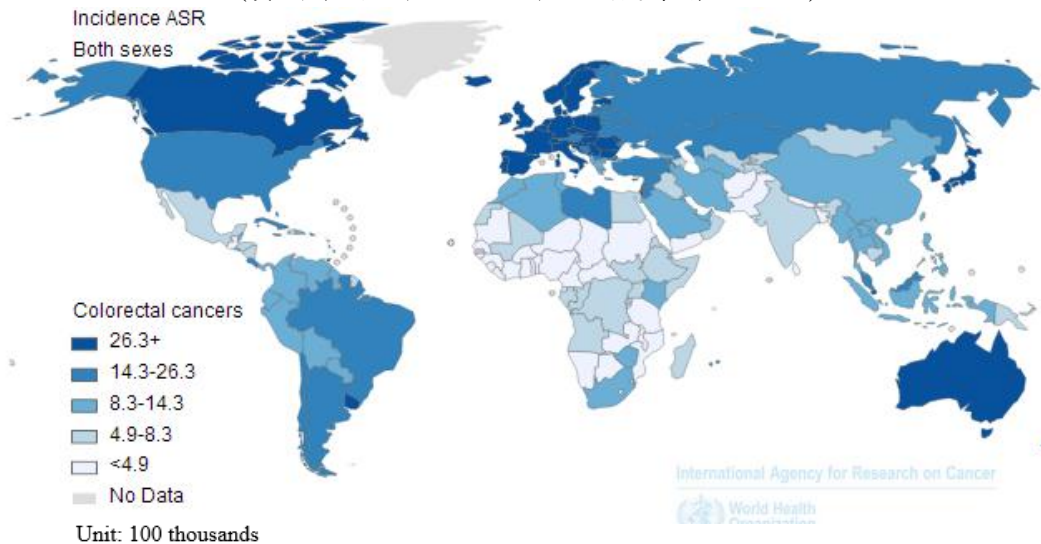 Incidence ASR
Both sexes
Colorectal cancers
26.3+
14.3-26.3
8.3-14.3
4.9-8.3
<4.9
No Data
International Agency for Research on Cancer
World Health
Unit: 100 thousands